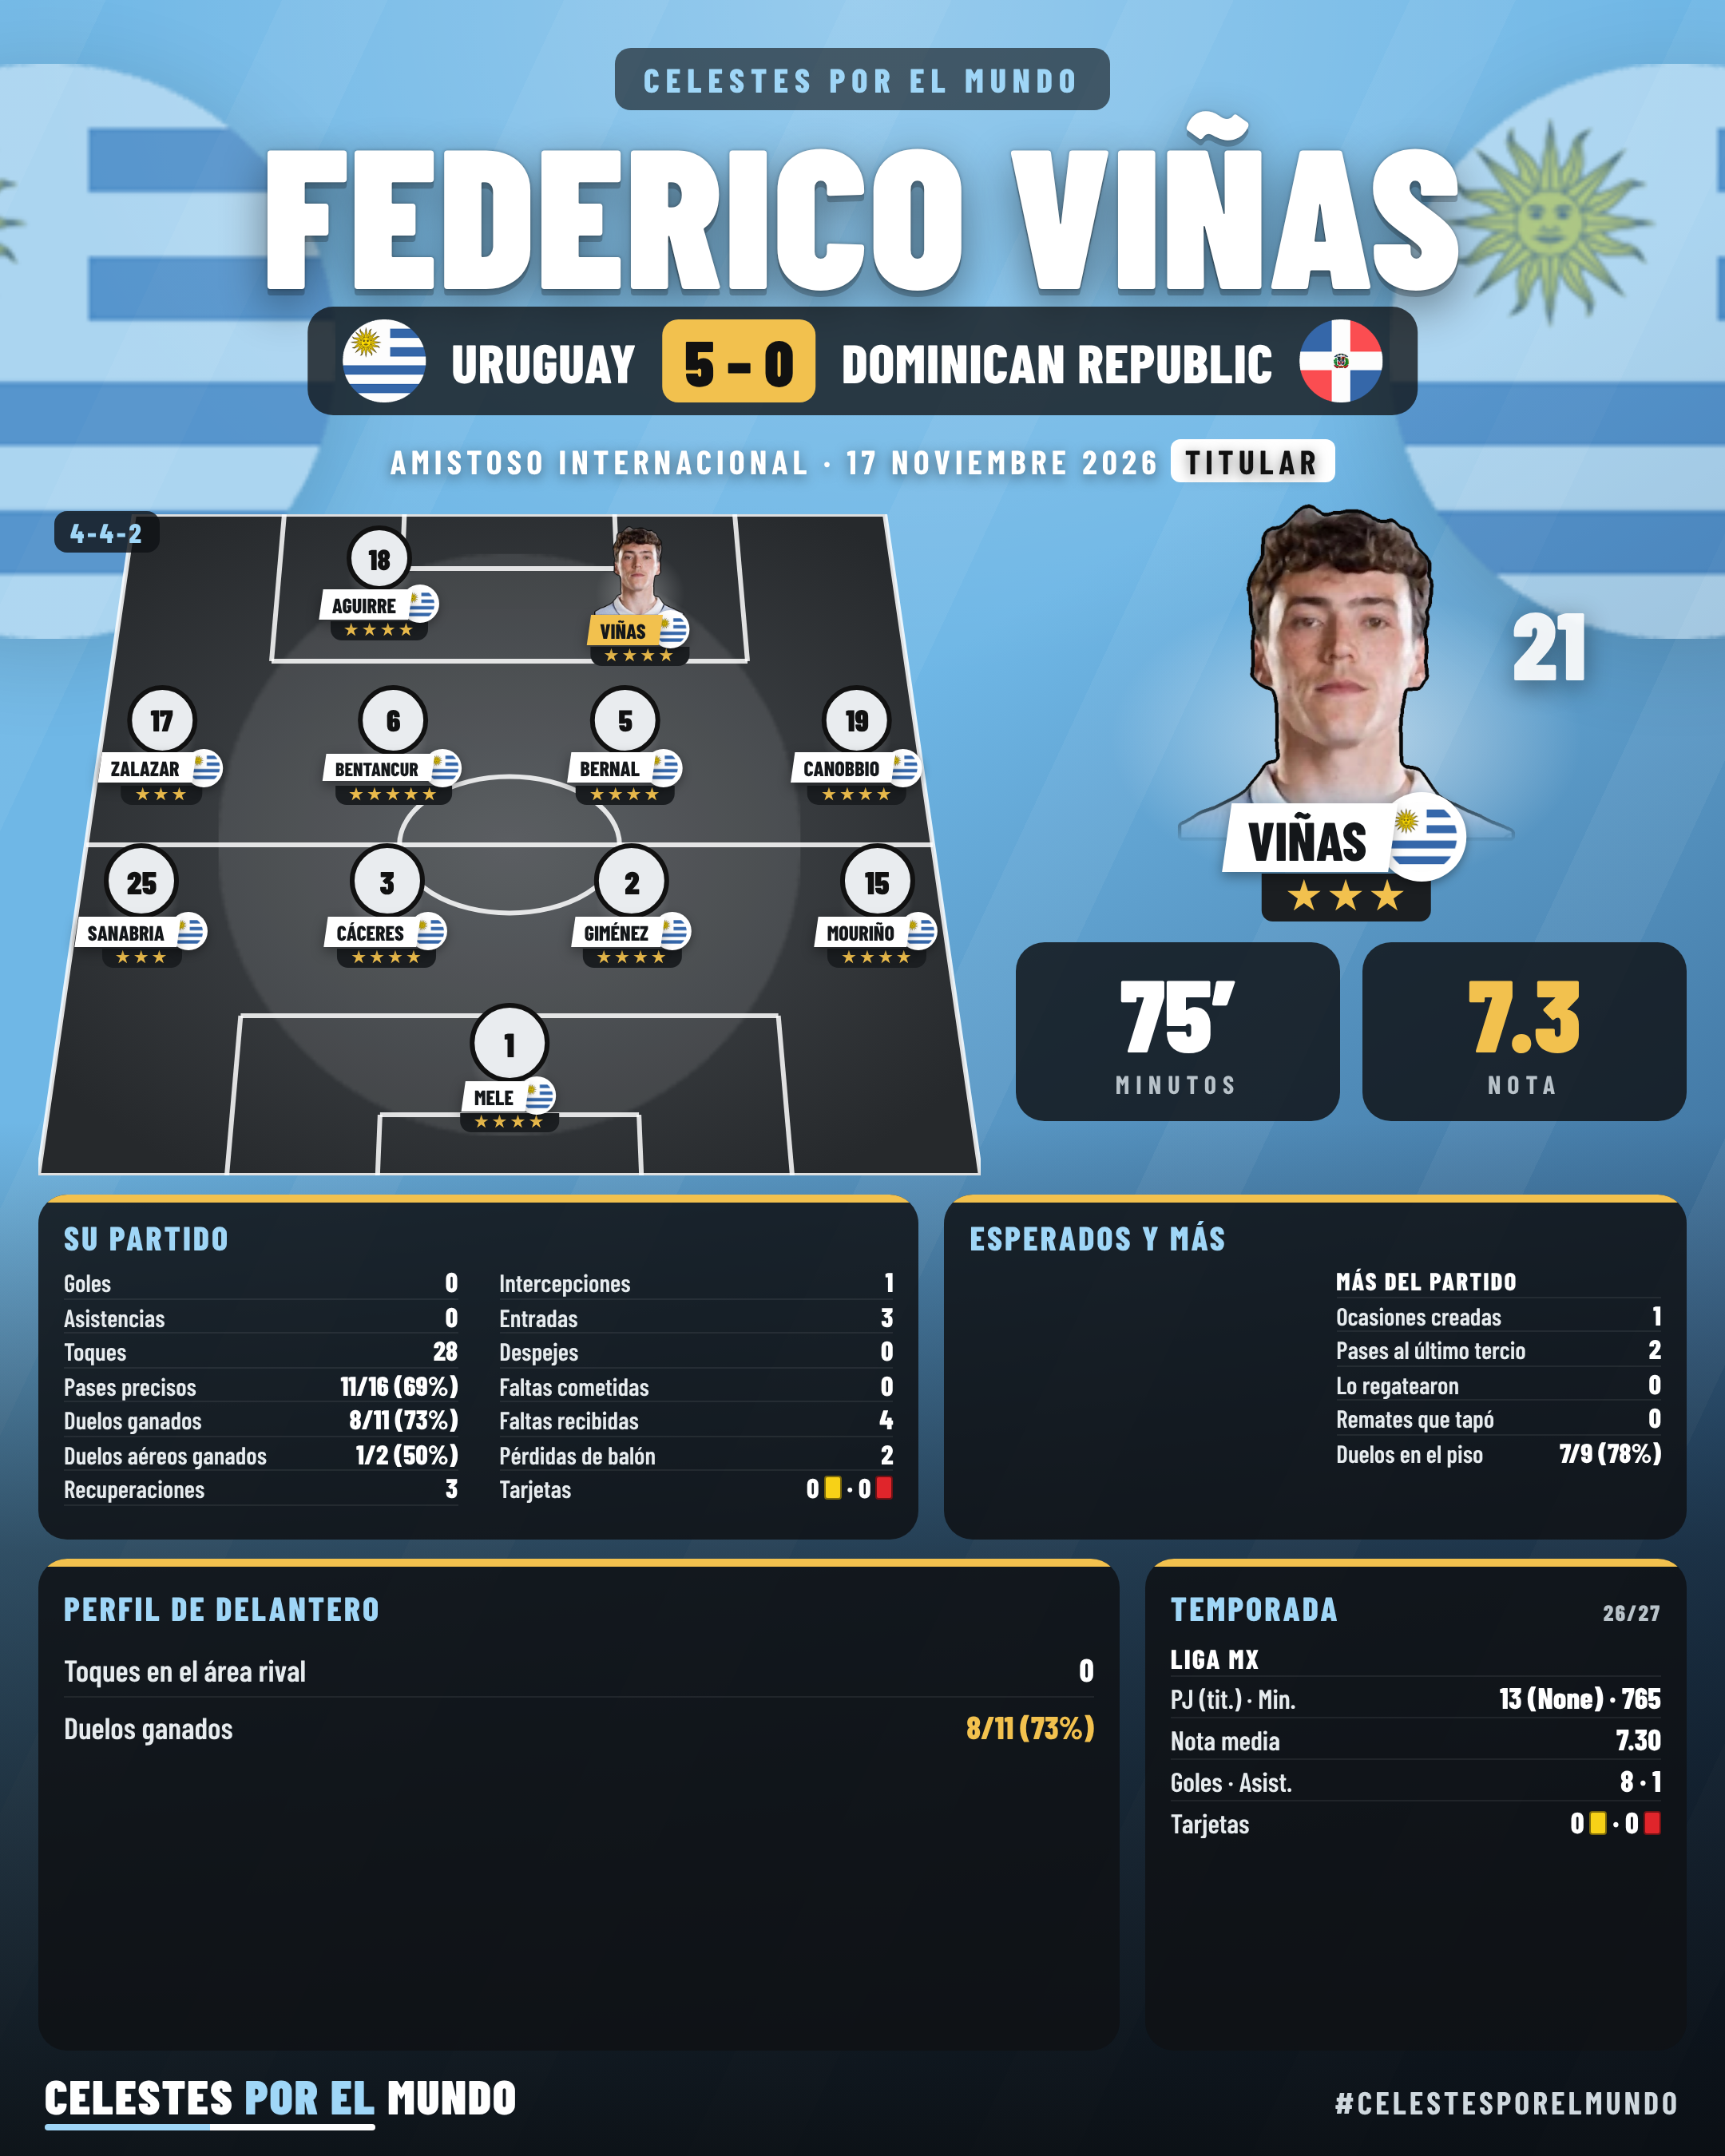 CELESTES POR EL MUNDO
FEDERICO VIÑAS
URUGUAY 5 - 0 DOMINICAN REPUBLIC
AMISTOSO INTERNACIONAL · 17 NOVIEMBRE 2026 TITULAR
4-4-2
18
AGUIRRE
★★★★
VIÑAS
★★★★
17
ZALAZAR
★★★
6
BENTANCUR
★★★★★
5
BERNAL
★★★★
19
CANOBBIO
★★★★
25
SANABRIA
★★★
3
CÁCERES
★★★★
2
GIMÉNEZ
★★★★
15
MOURIÑO
★★★★
1
MELE
★★★★
21
VIÑAS
★★★
75’
MINUTOS
7.3
NOTA
SU PARTIDO
Goles 0
Asistencias 0
Toques 28
Pases precisos 11/16 (69%)
Duelos ganados 8/11 (73%)
Duelos aéreos ganados 1/2 (50%)
Recuperaciones 3
Intercepciones 1
Entradas 3
Despejes 0
Faltas cometidas 0
Faltas recibidas 4
Pérdidas de balón 2
Tarjetas 0 · 0
ESPERADOS Y MÁS
MÁS DEL PARTIDO
Ocasiones creadas 1
Pases al último tercio 2
Lo regatearon 0
Remates que tapó 0
Duelos en el piso 7/9 (78%)
PERFIL DE DELANTERO
Toques en el área rival 0
Duelos ganados 8/11 (73%)
TEMPORADA 26/27
LIGA MX
PJ (tit.) · Min. 13 (None) · 765
Nota media 7.30
Goles · Asist. 8 · 1
Tarjetas 0 · 0
CELESTES POR EL MUNDO
#CELESTESPORELMUNDO